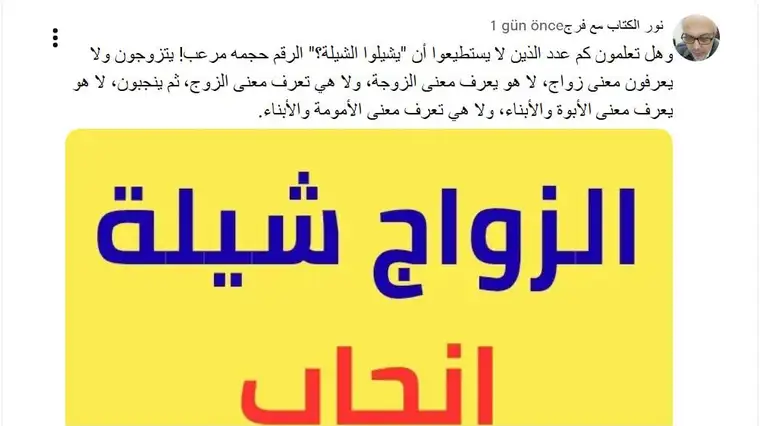 نور الكتاب مع فرج 1 gün önce
وهل تعلمون كم عدد الذين لا يستطيعوا أن "يشيلوا الشيلة؟" الرقم حجمه مرعب! يتزوجون ولا
يعرفون معنى زواج، لا هو يعرف معنى الزوجة، ولا هي تعرف معنى الزوج، ثم ينجبون، لا هو
يعرف معنى الأبوة والأبناء، ولا هي تعرف معنى الأمومة والأبناء.
الزواج شيلة
انجاب